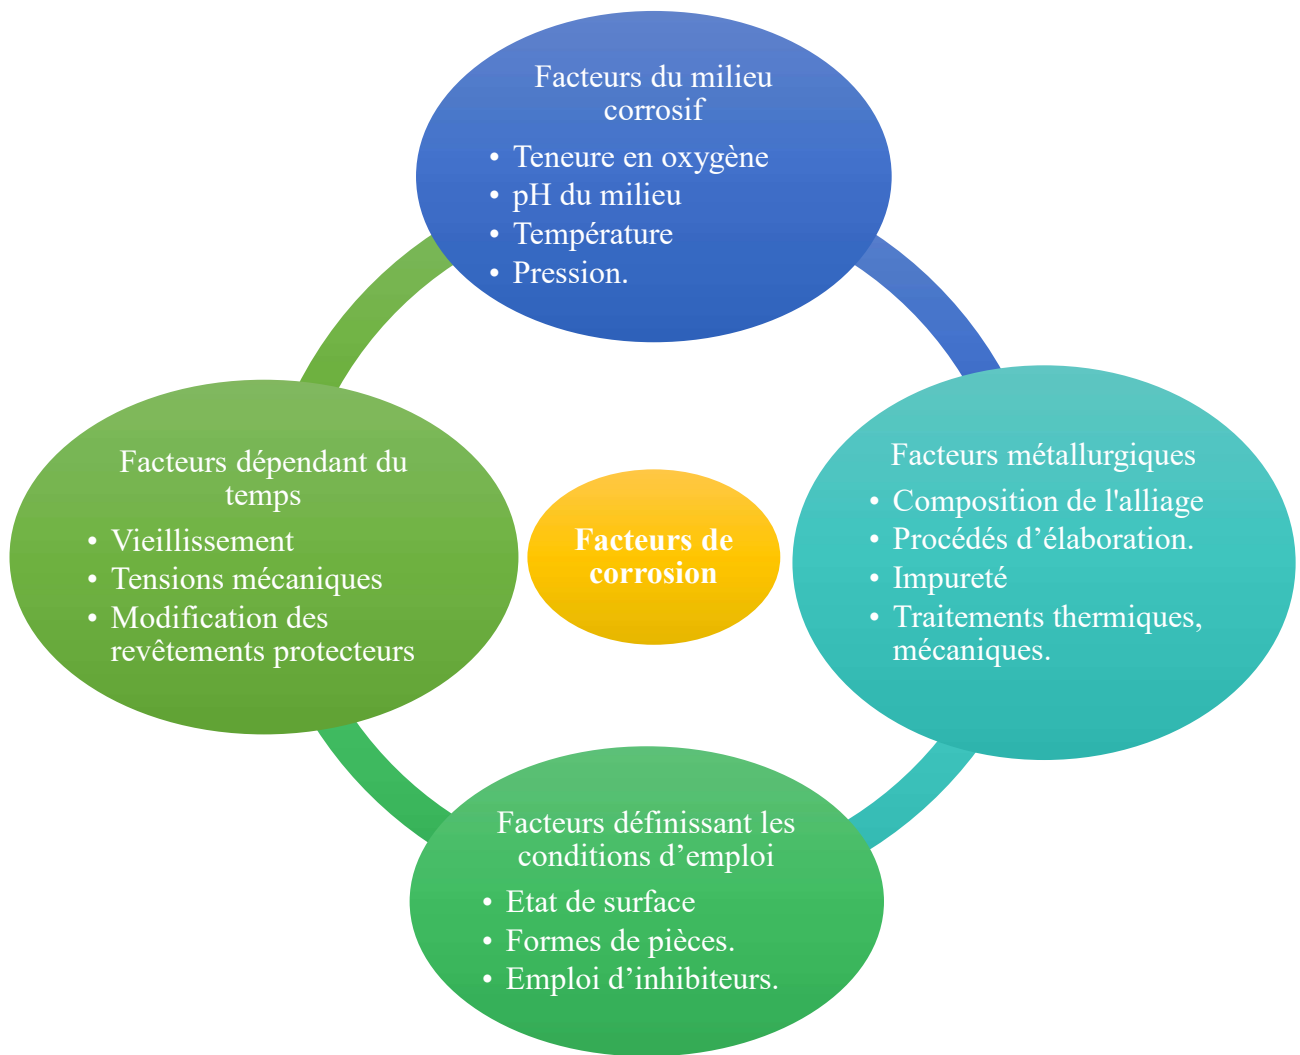 Facteurs du milieu
corrosif
• Teneure en oxygène
• pH du milieu
• Température
• Pression.
Facteurs dépendant du
temps
• Vieillissement
• Tensions mécaniques
• Modification des
revêtements protecteurs
Facteurs de
corrosion
Facteurs métallurgiques
• Composition de l'alliage
• Procédés d’élaboration.
• Impureté
• Traitements thermiques,
mécaniques.
Facteurs définissant les
conditions d’emploi
• Etat de surface
• Formes de pièces.
• Emploi d’inhibiteurs.